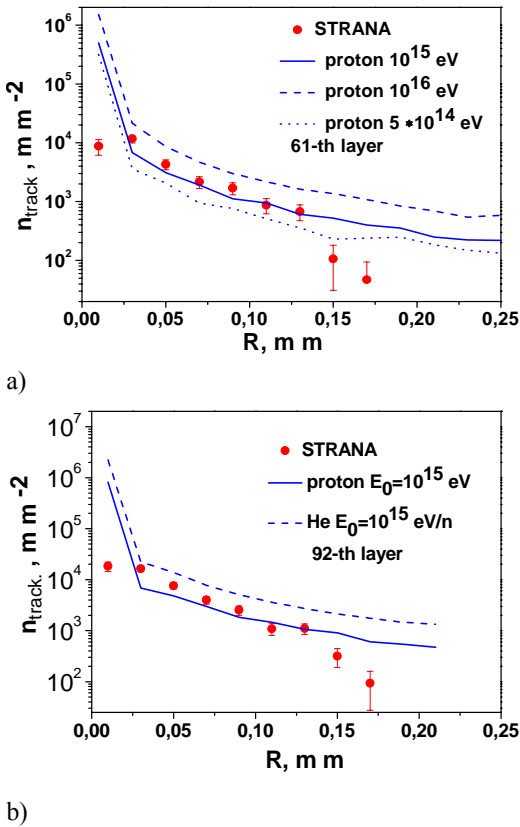 10⁶
10⁵
10⁴
10³
10²
n_track , m m⁻²
STRANA
proton 10¹⁵ eV
proton 10¹⁶ eV
proton 5 *10¹⁴ eV
61-th layer
0,00 0,05 0,10 0,15 0,20 0,25
R, m m
a)
10⁷
10⁶
10⁵
10⁴
10³
10²
n_track. , m m⁻²
STRANA
proton E₀=10¹⁵ eV
He E₀=10¹⁵ eV/n
92-th layer
0,00 0,05 0,10 0,15 0,20 0,25
R, m m
b)